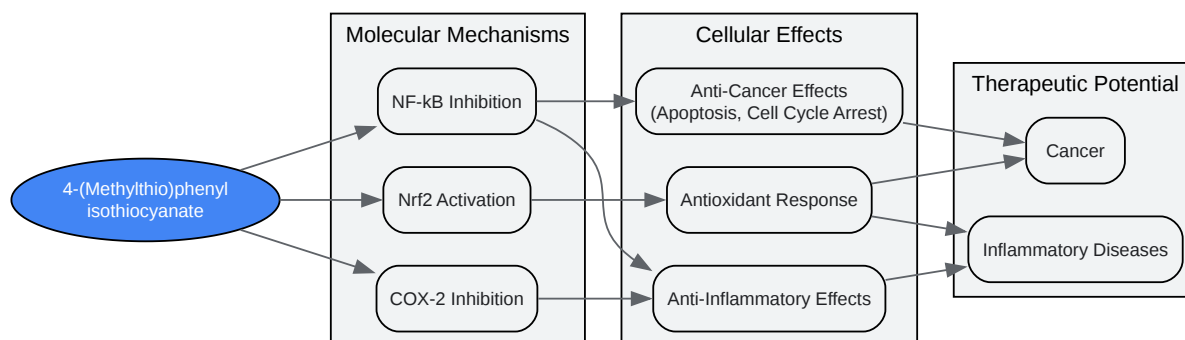 4-(Methylthio)phenyl
isothiocyanate
Molecular Mechanisms
NF-kB Inhibition
Nrf2 Activation
COX-2 Inhibition
Cellular Effects
Anti-Cancer Effects
(Apoptosis, Cell Cycle Arrest)
Antioxidant Response
Anti-Inflammatory Effects
Therapeutic Potential
Cancer
Inflammatory Diseases